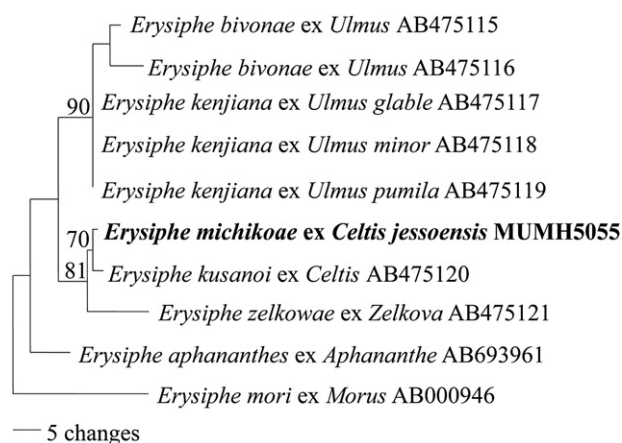 Erysiphe bivonae ex Ulmus AB475115
Erysiphe bivonae ex Ulmus AB475116
90
Erysiphe kenjiana ex Ulmus glable AB475117
Erysiphe kenjiana ex Ulmus minor AB475118
Erysiphe kenjiana ex Ulmus pumila AB475119
70
Erysiphe michikoae ex Celtis jessoensis MUMH5055
81
Erysiphe kusanoi ex Celtis AB475120
Erysiphe zelkowae ex Zelkova AB475121
Erysiphe aphananthes ex Aphananthe AB693961
Erysiphe mori ex Morus AB000946
5 changes